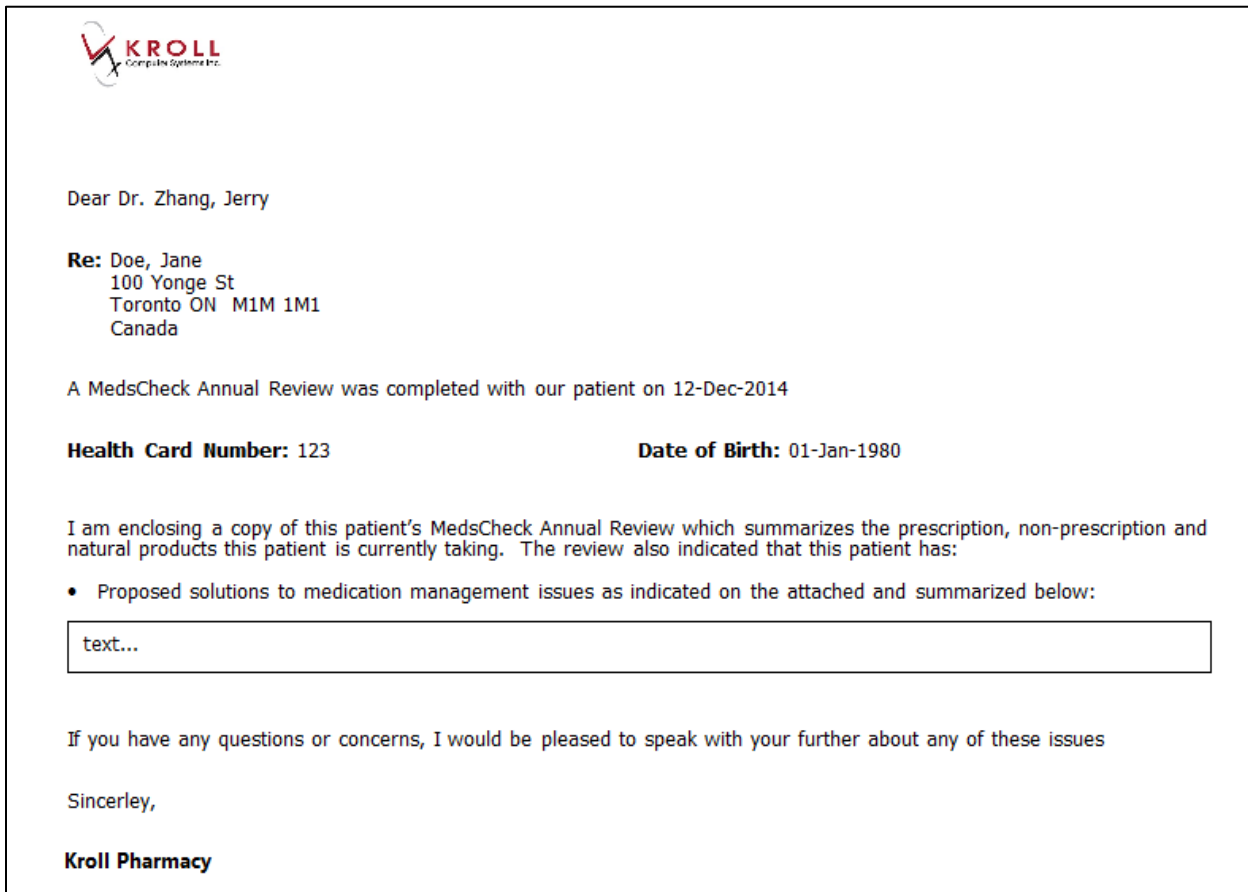 KROLL
Computer Systems Inc.
Dear Dr. Zhang, Jerry
Re: Doe, Jane
100 Yonge St
Toronto ON M1M 1M1
Canada
A MedsCheck Annual Review was completed with our patient on 12-Dec-2014
Health Card Number: 123 Date of Birth: 01-Jan-1980
I am enclosing a copy of this patient's MedsCheck Annual Review which summarizes the prescription, non-prescription and
natural products this patient is currently taking. The review also indicated that this patient has:
• Proposed solutions to medication management issues as indicated on the attached and summarized below:
text...
If you have any questions or concerns, I would be pleased to speak with your further about any of these issues
Sincerley,
Kroll Pharmacy